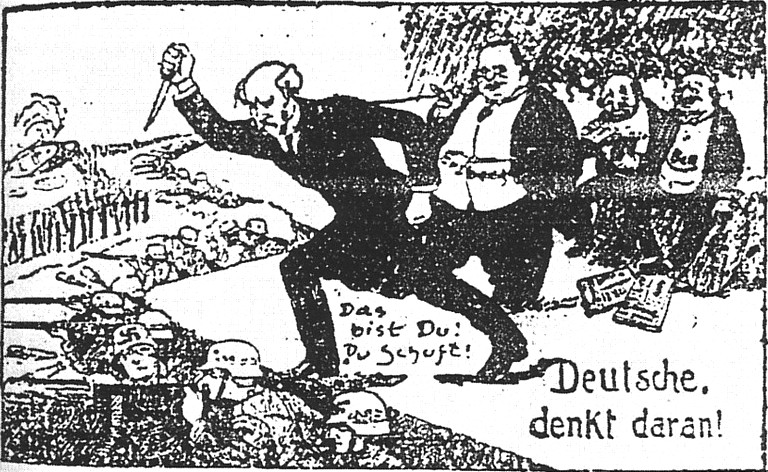 Das
bist Du!
Du Schuft!
Deutsche,
denkt daran!